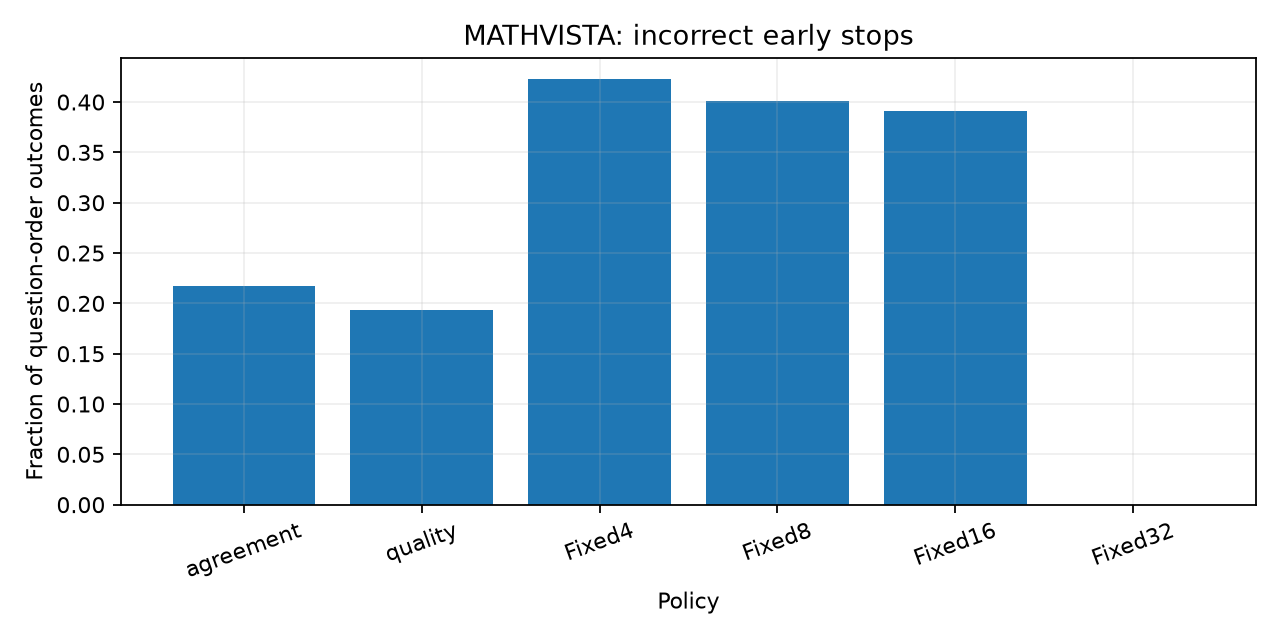 MATHVISTA: incorrect early stops
Fraction of question-order outcomes
0.40
0.35
0.30
0.25
0.20
0.15
0.10
0.05
0.00
agreement
quality
Fixed4
Fixed8
Fixed16
Fixed32
Policy